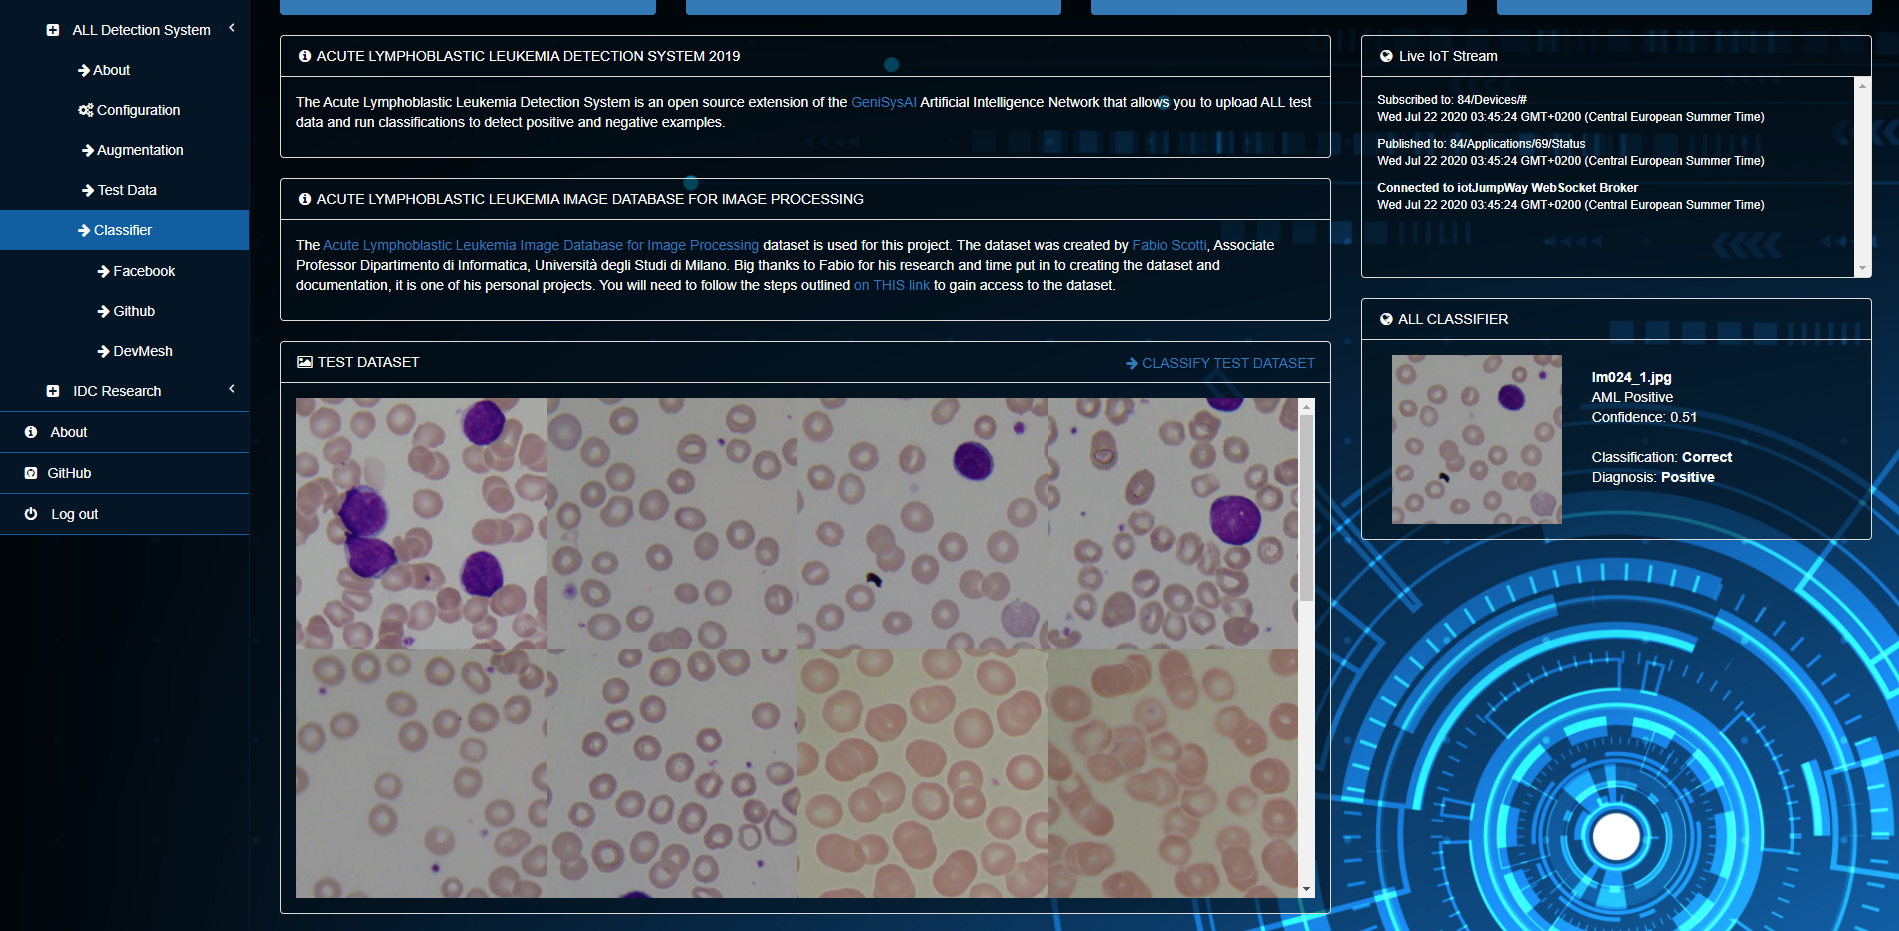 ALL Detection System
About
Configuration
Augmentation
Test Data
Classifier
Facebook
Github
DevMesh
IDC Research
About
GitHub
Log out
ACUTE LYMPHOBLASTIC LEUKEMIA DETECTION SYSTEM 2019
The Acute Lymphoblastic Leukemia Detection System is an open source extension of the GeniSysAI Artificial Intelligence Network that allows you to upload ALL test
data and run classifications to detect positive and negative examples.
ACUTE LYMPHOBLASTIC LEUKEMIA IMAGE DATABASE FOR IMAGE PROCESSING
The Acute Lymphoblastic Leukemia Image Database for Image Processing dataset is used for this project. The dataset was created by Fabio Scotti, Associate
Professor Dipartimento di Informatica, Università degli Studi di Milano. Big thanks to Fabio for his research and time put in to creating the dataset and
documentation, it is one of his personal projects. You will need to follow the steps outlined on THIS link to gain access to the dataset.
TEST DATASET
CLASSIFY TEST DATASET
Live IoT Stream
Subscribed to: 84/Devices/#
Wed Jul 22 2020 03:45:24 GMT+0200 (Central European Summer Time)
Published to: 84/Applications/69/Status
Wed Jul 22 2020 03:45:24 GMT+0200 (Central European Summer Time)
Connected to iotJumpWay WebSocket Broker
Wed Jul 22 2020 03:45:24 GMT+0200 (Central European Summer Time)
ALL CLASSIFIER
Im024_1.jpg
AML Positive
Confidence: 0.51
Classification: Correct
Diagnosis: Positive